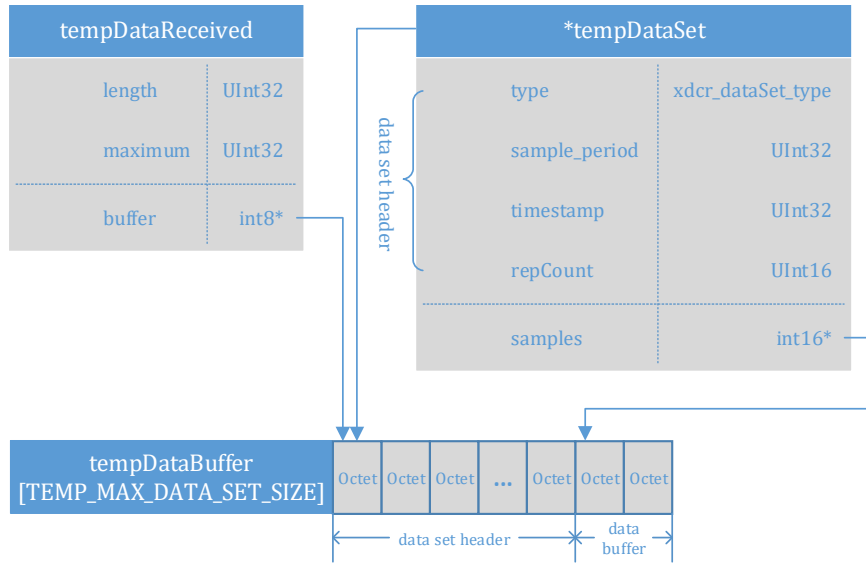 tempDataReceived
length UInt32
maximum UInt32
buffer int8*
*tempDataSet
data set header
type xdcr_dataSet_type
sample_period UInt32
timestamp UInt32
repCount UInt16
samples int16*
tempDataBuffer
[TEMP_MAX_DATA_SET_SIZE]
Octet Octet Octet ... Octet Octet Octet
data set header
data
buffer